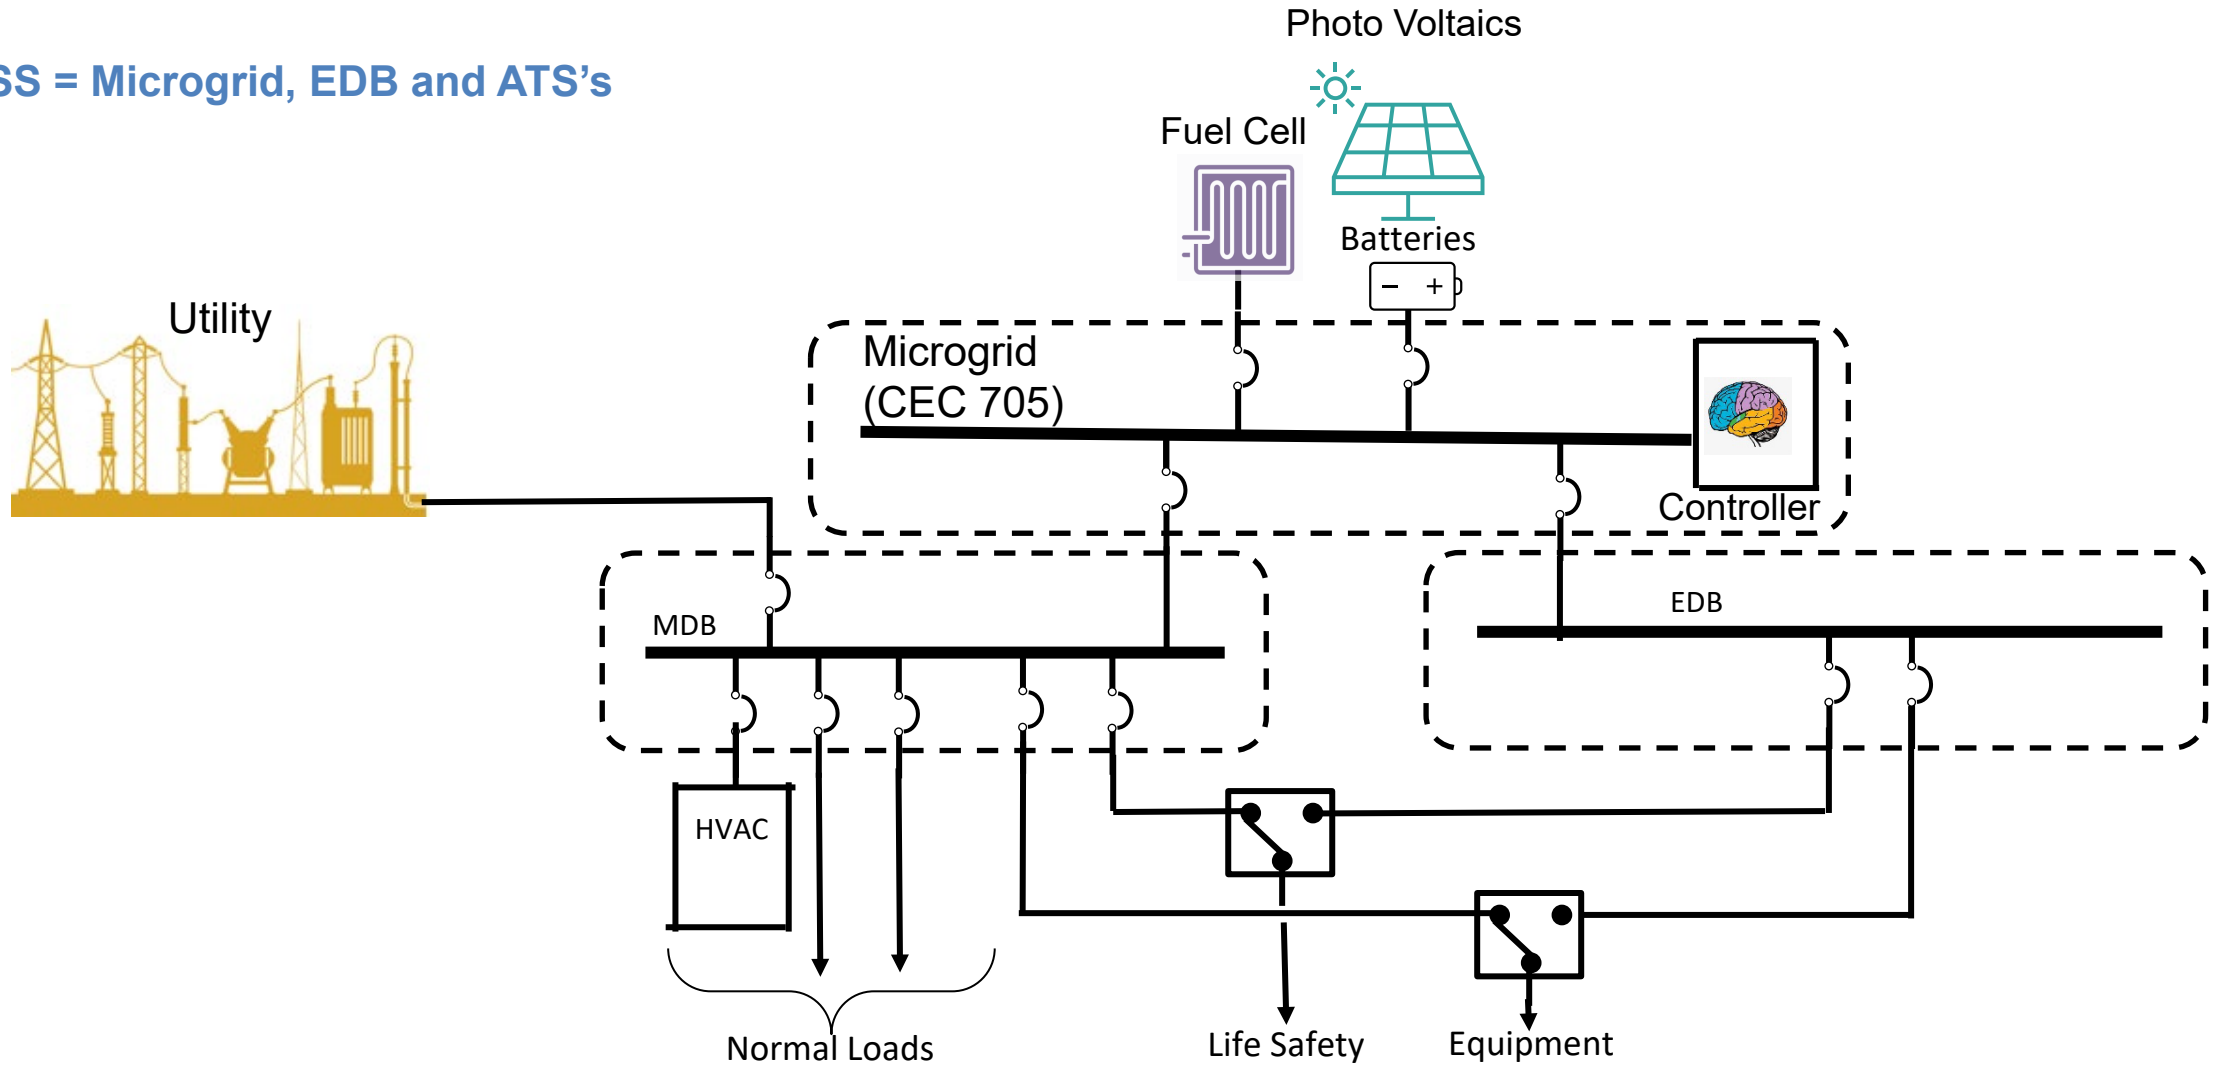 SS = Microgrid, EDB and ATS’s
Photo Voltaics
Fuel Cell
Batteries
− +
Utility
Microgrid
(CEC 705)
Controller
MDB
EDB
HVAC
Normal Loads
Life Safety
Equipment